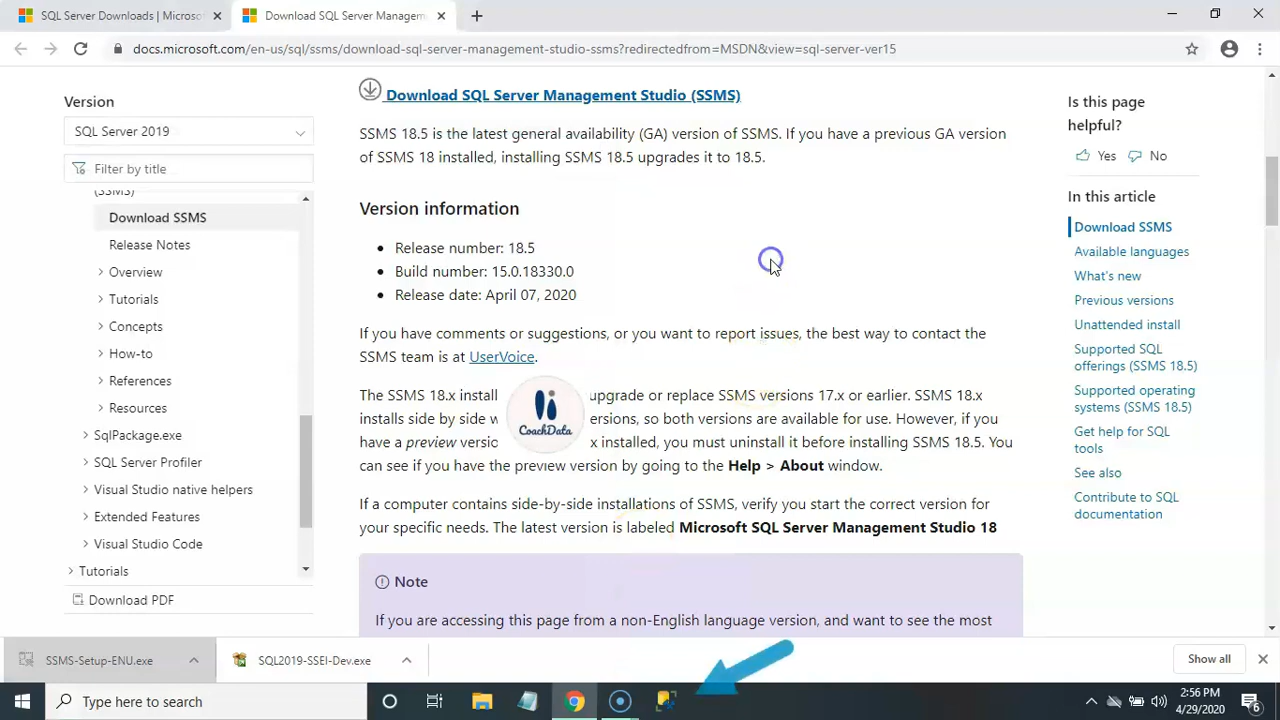 SQL Server Downloads | Micros
Download SQL Server Managem
docs.microsoft.com/en-us/sql/ssms/download-sql-server-management-studio-ssms?redirectedfrom=MSDN&view=sql-server-ver15
Version
SQL Server 2019
Filter by title
(SSMS)
Download SSMS
Release Notes
Overview
Tutorials
Concepts
How-to
References
Resources
SqlPackage.exe
SQL Server Profiler
Visual Studio native helpers
Extended Features
Visual Studio Code
Tutorials
Download PDF
Download SQL Server Management Studio (SSMS)
SSMS 18.5 is the latest general availability (GA) version of SSMS. If you have a previous GA version
of SSMS 18 installed, installing SSMS 18.5 upgrades it to 18.5.
Version information
Release number: 18.5
Build number: 15.0.18330.0
Release date: April 07, 2020
If you have comments or suggestions, or you want to report issues, the best way to contact the
SSMS team is at UserVoice.
The SSMS 18.x install upgrade or replace SSMS versions 17.x or earlier. SSMS 18.x
installs side by side w ersions, so both versions are available for use. However, if you
have a preview versio x installed, you must uninstall it before installing SSMS 18.5. You
can see if you have the preview version by going to the Help > About window.
If a computer contains side-by-side installations of SSMS, verify you start the correct version for
your specific needs. The latest version is labeled Microsoft SQL Server Management Studio 18
Note
If you are accessing this page from a non-English language version, and want to see the most
CoachData
Is this page
helpful?
Yes No
In this article
Download SSMS
Available languages
What's new
Previous versions
Unattended install
Supported SQL
offerings (SSMS 18.5)
Supported operating
systems (SSMS 18.5)
Get help for SQL
tools
See also
Contribute to SQL
documentation
SSMS-Setup-ENU.exe
SQL2019-SSEI-Dev.exe
Show all
Type here to search
2:56 PM
4/29/2020
6